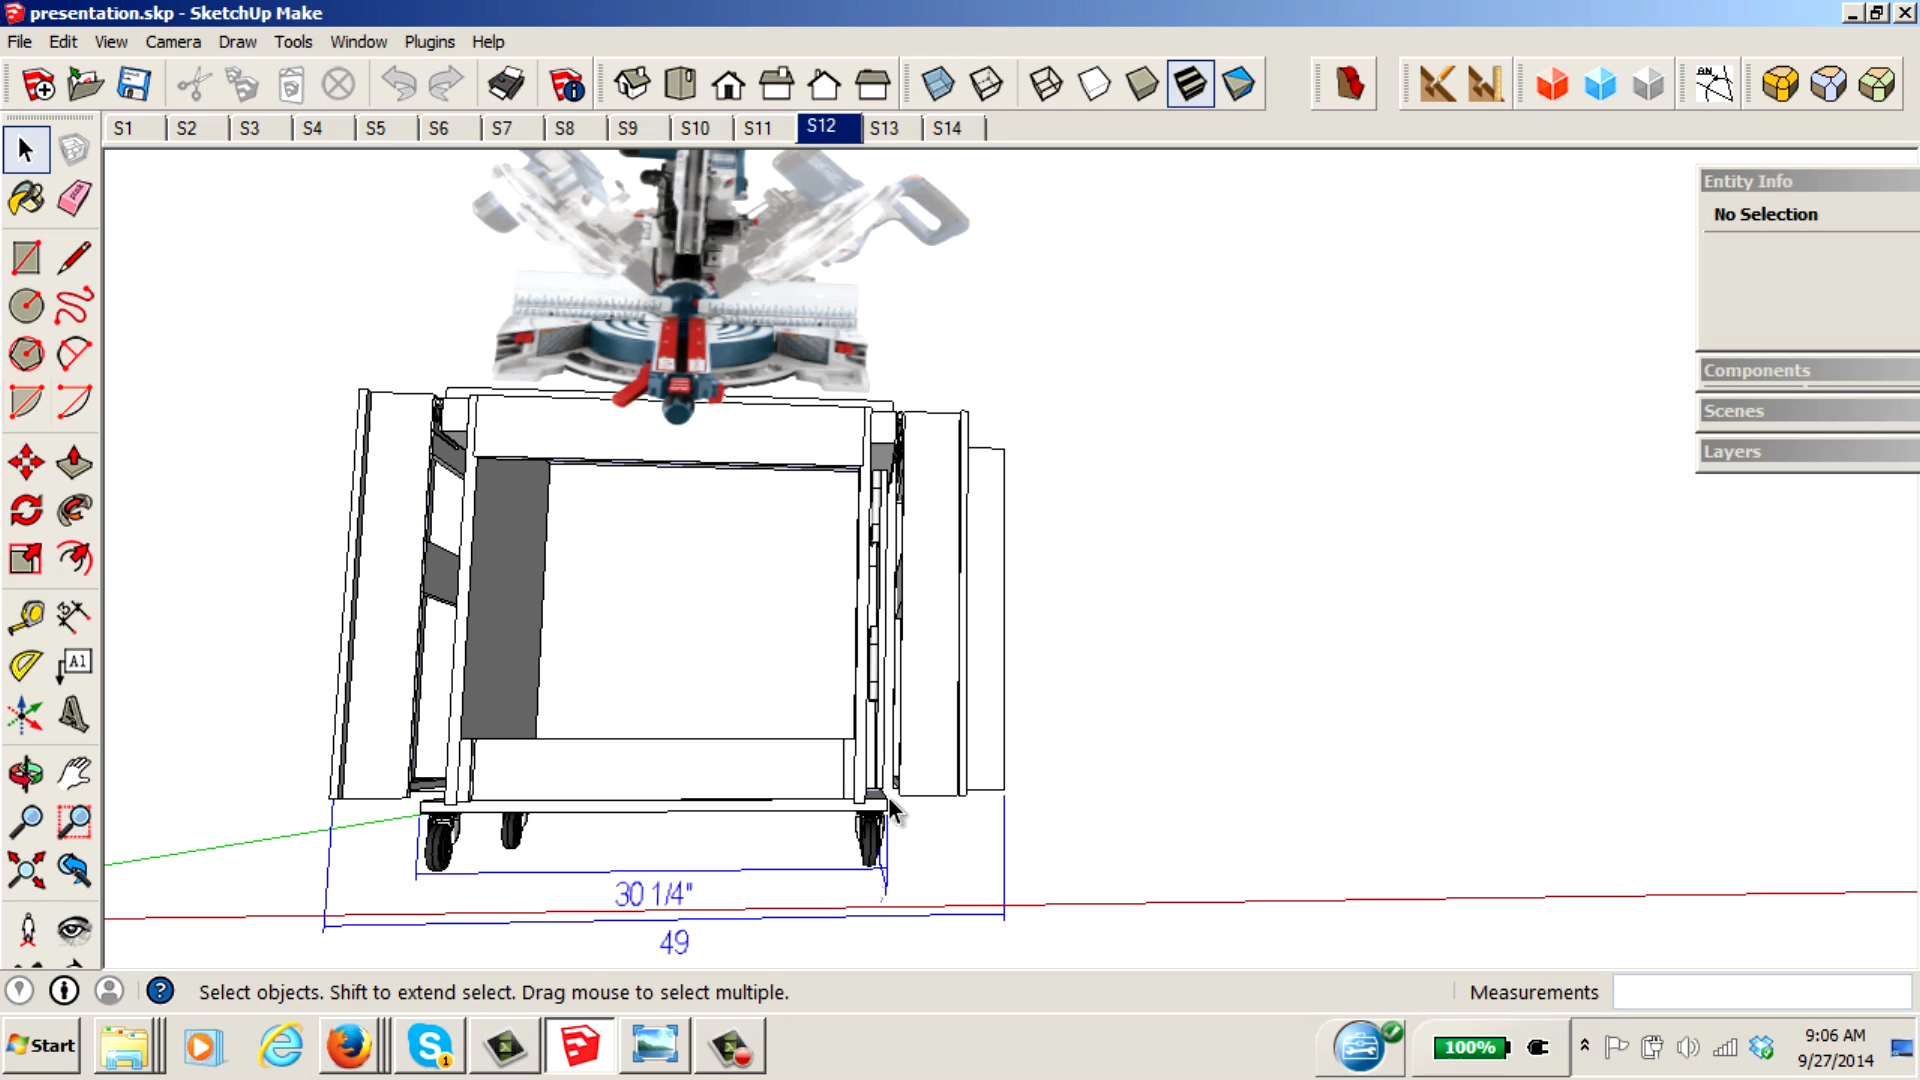 presentation.skp - SketchUp Make
File Edit View Camera Draw Tools Window Plugins Help
S1 S2 S3 S4 S5 S6 S7 S8 S9 S10 S11 S12 S13 S14
Entity Info
No Selection
Components
Scenes
Layers
A1
30 1/4"
49
Select objects. Shift to extend select. Drag mouse to select multiple.
Measurements
Start
1
100%
9:06 AM
9/27/2014